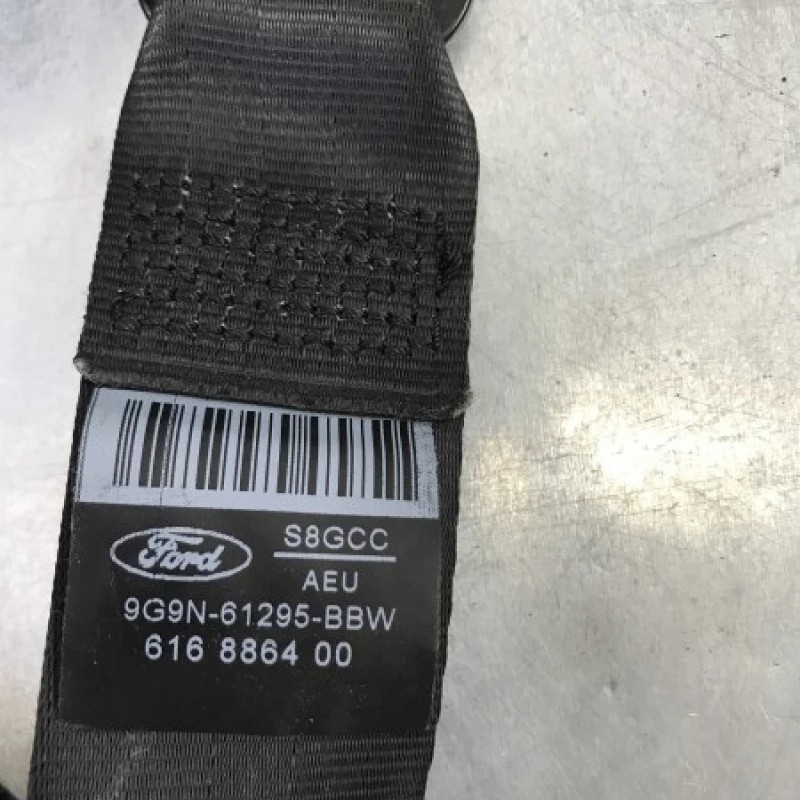 Ford
S8GCC
AEU
9G9N-61295-BBW
616 8864 00